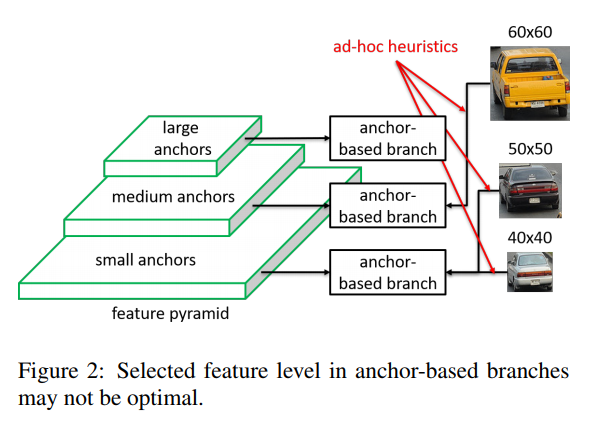 60x60
ad-hoc heuristics
large
anchors
anchor-
based branch
50x50
medium anchors
anchor-
based branch
40x40
small anchors
anchor-
based branch
feature pyramid
Figure 2: Selected feature level in anchor-based branches
may not be optimal.